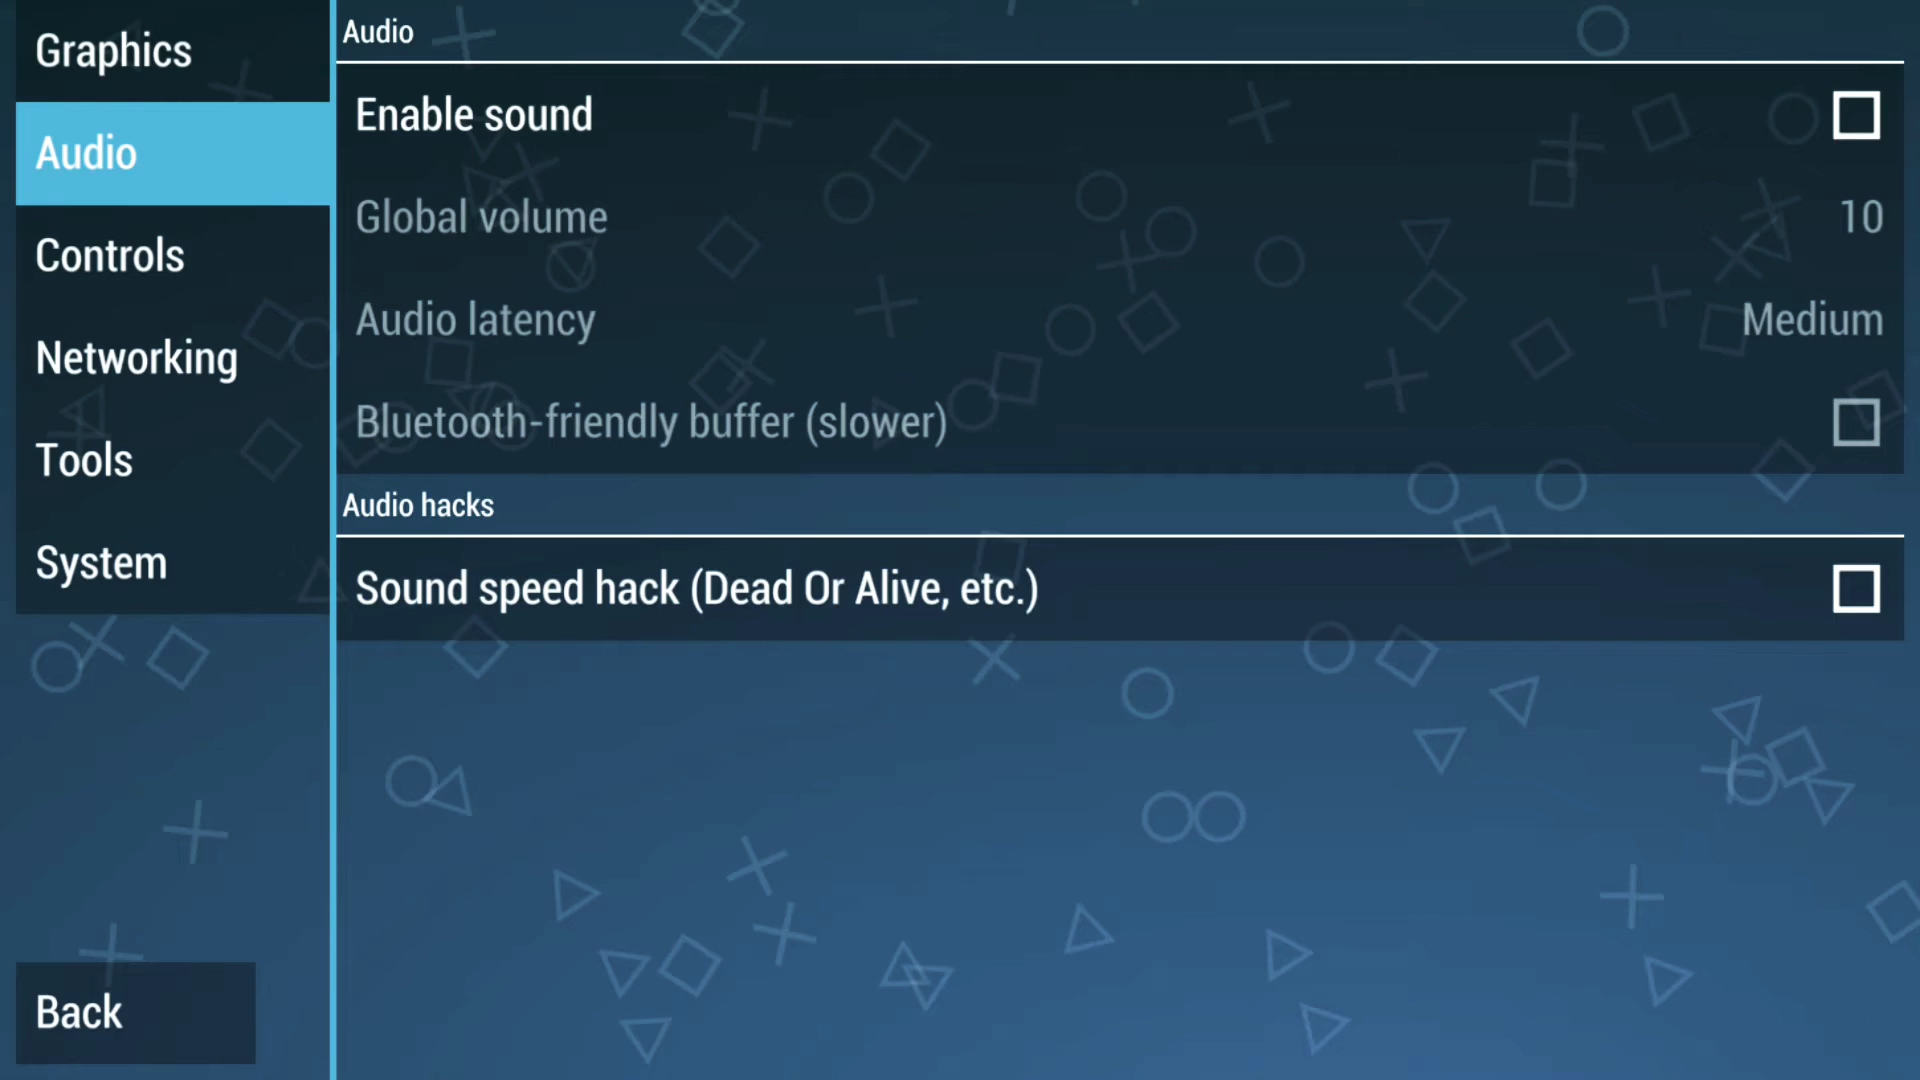 Graphics
Audio
Controls
Networking
Tools
System
Back
Audio
Enable sound
Global volume 10
Audio latency Medium
Bluetooth-friendly buffer (slower)
Audio hacks
Sound speed hack (Dead Or Alive, etc.)